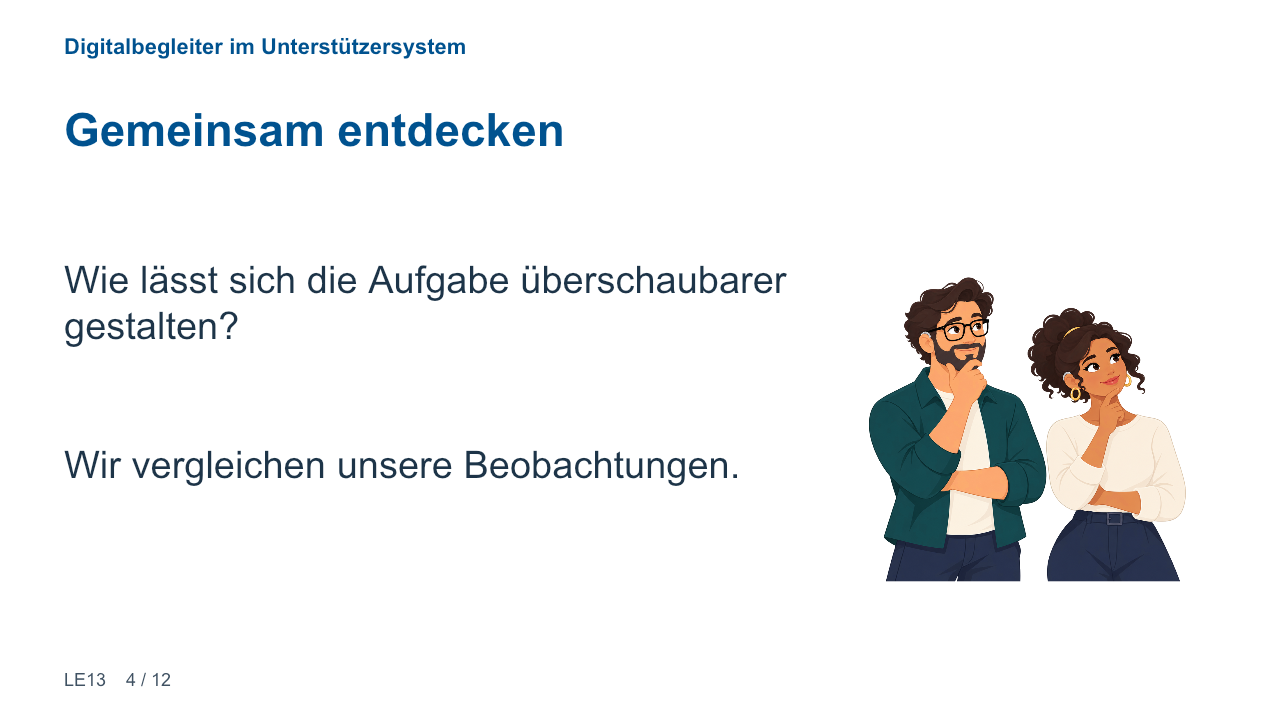 Digitalbegleiter im Unterstützersystem
Gemeinsam entdecken
Wie lässt sich die Aufgabe überschaubarer
gestalten?
Wir vergleichen unsere Beobachtungen.
LE13 4 / 12